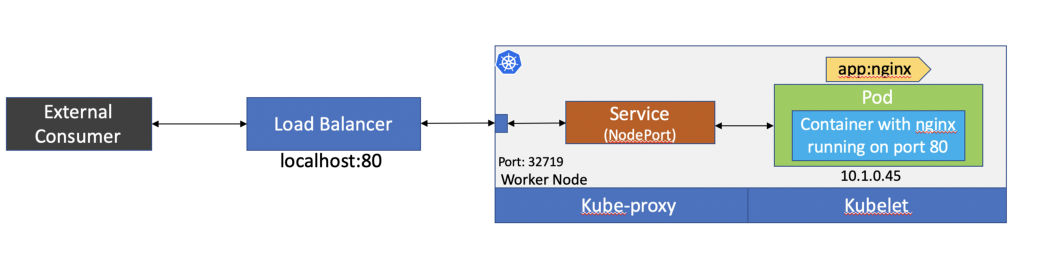 External
Consumer
Load Balancer
localhost:80
Port: 32719
Worker Node
Service
(NodePort)
app:nginx
Pod
Container with nginx
running on port 80
10.1.0.45
Kube-proxy
Kubelet